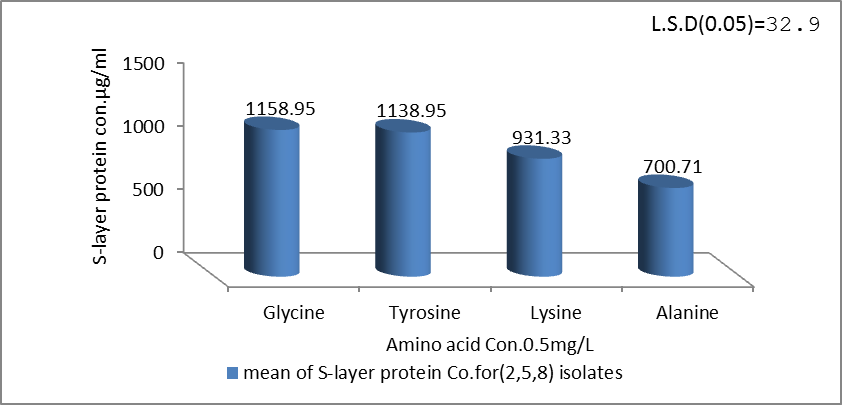 L.S.D(0.05)=32.9
S-layer protein con.µg/ml
1500
1000
500
0
1158.95
1138.95
931.33
700.71
Glycine
Tyrosine
Lysine
Alanine
Amino acid Con.0.5mg/L
mean of S-layer protein Co.for(2,5,8) isolates